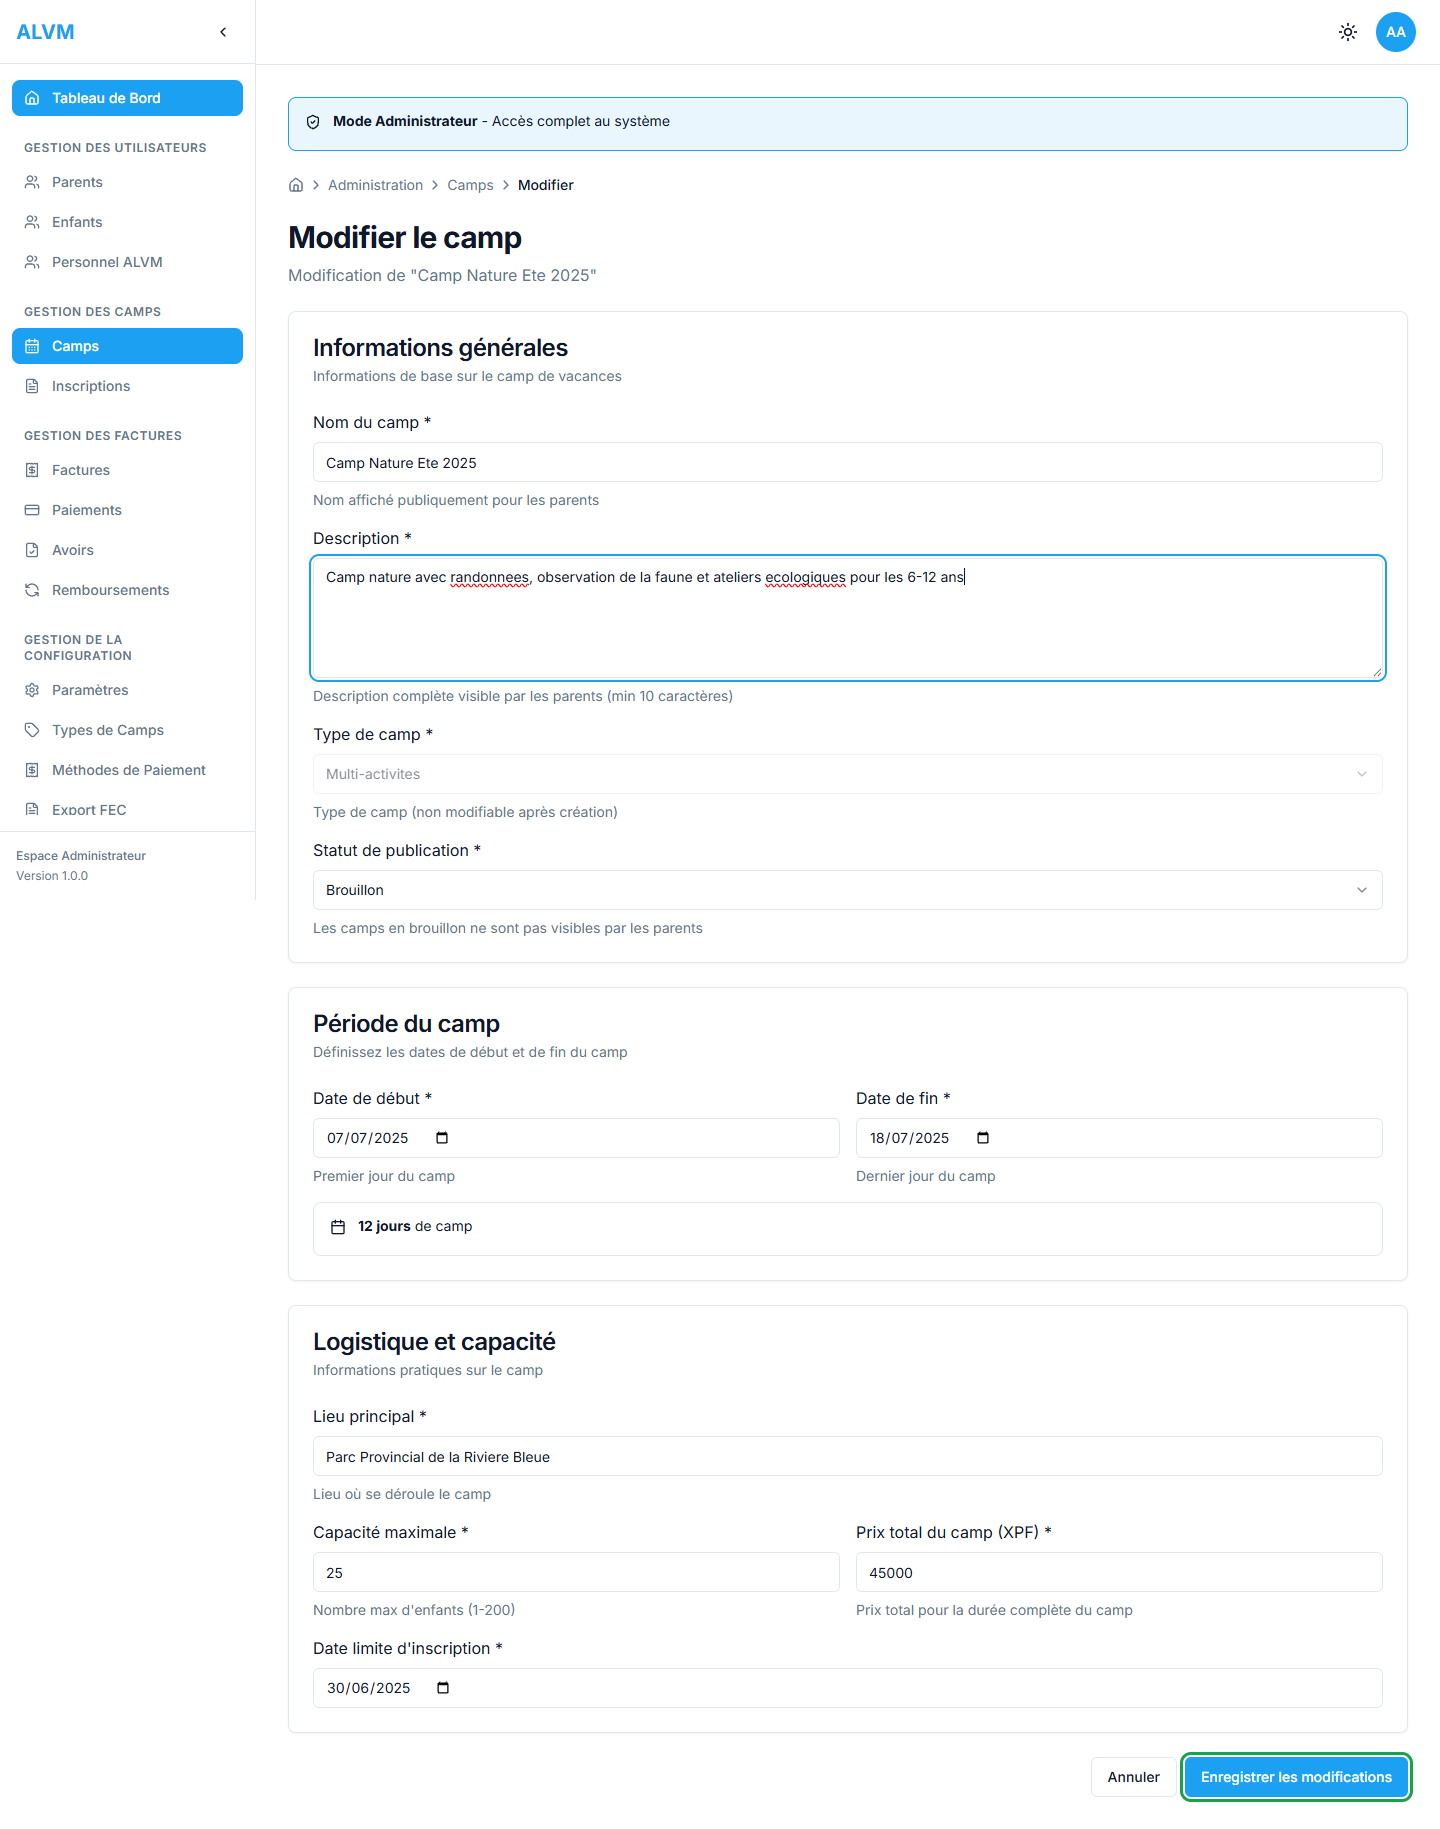 ALVM
AA
Tableau de Bord
GESTION DES UTILISATEURS
Parents
Enfants
Personnel ALVM
GESTION DES CAMPS
Camps
Inscriptions
GESTION DES FACTURES
Factures
Paiements
Avoirs
Remboursements
GESTION DE LA
CONFIGURATION
Paramètres
Types de Camps
Méthodes de Paiement
Export FEC
Espace Administrateur
Version 1.0.0
Mode Administrateur - Accès complet au système
Administration > Camps > Modifier
Modifier le camp
Modification de "Camp Nature Ete 2025"
Informations générales
Informations de base sur le camp de vacances
Nom du camp *
Camp Nature Ete 2025
Nom affiché publiquement pour les parents
Description *
Camp nature avec randonnees, observation de la faune et ateliers ecologiques pour les 6-12 ans
Description complète visible par les parents (min 10 caractères)
Type de camp *
Multi-activites
Type de camp (non modifiable après création)
Statut de publication *
Brouillon
Les camps en brouillon ne sont pas visibles par les parents
Période du camp
Définissez les dates de début et de fin du camp
Date de début *
07/07/2025
Premier jour du camp
Date de fin *
18/07/2025
Dernier jour du camp
12 jours de camp
Logistique et capacité
Informations pratiques sur le camp
Lieu principal *
Parc Provincial de la Riviere Bleue
Lieu où se déroule le camp
Capacité maximale *
25
Nombre max d'enfants (1-200)
Prix total du camp (XPF) *
45000
Prix total pour la durée complète du camp
Date limite d'inscription *
30/06/2025
Annuler
Enregistrer les modifications